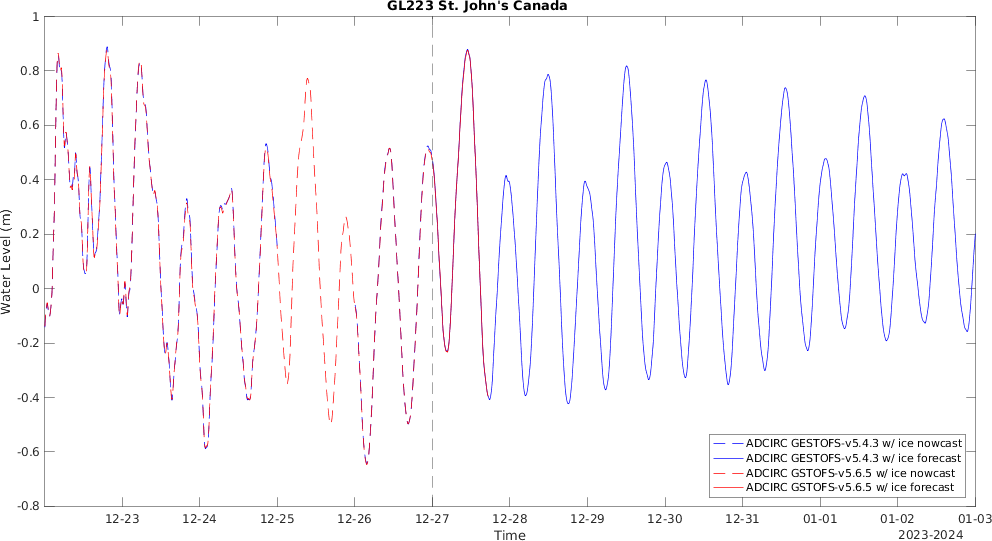 GL223 St. John's Canada
1
0.8
0.6
0.4
0.2
0
-0.2
-0.4
-0.6
-0.8
Water Level (m)
ADCIRC GESTOFS-v5.4.3 w/ ice nowcast
ADCIRC GESTOFS-v5.4.3 w/ ice forecast
ADCIRC GSTOFS-v5.6.5 w/ ice nowcast
ADCIRC GSTOFS-v5.6.5 w/ ice forecast
12-23 12-24 12-25 12-26 12-27 12-28 12-29 12-30 12-31 01-01 01-02 01-03
Time
2023-2024